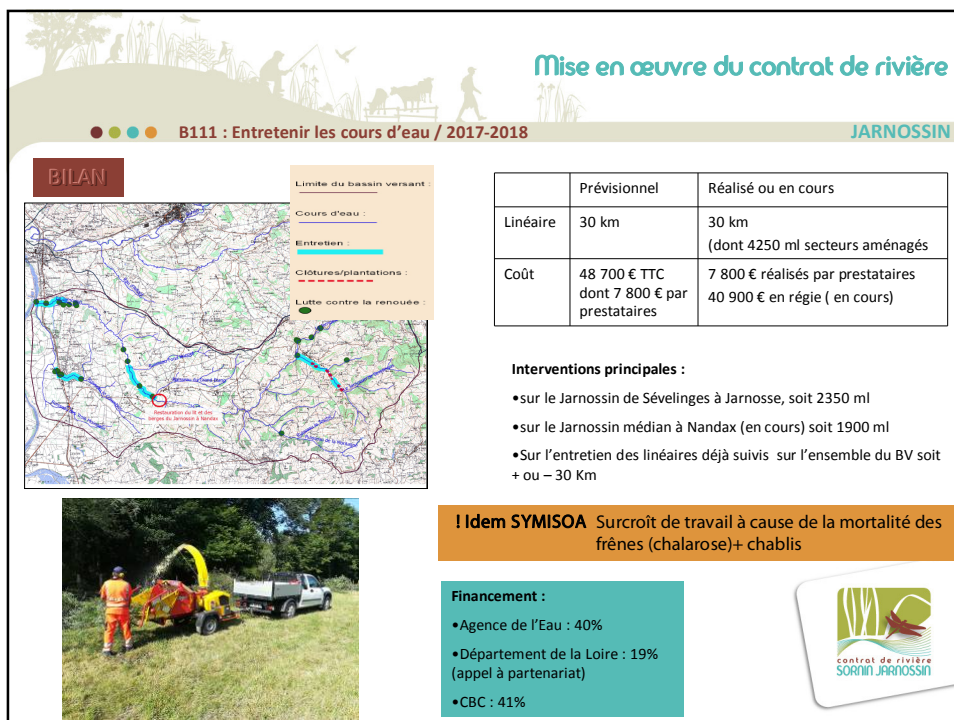 Mise en œuvre du contrat de rivière
B111 : Entretenir les cours d'eau / 2017-2018
JARNOSSIN
BILAN
Limite du bassin versant :
Cours d'eau :
Entretien :
Clôtures/plantations :
Lutte contre la renouée :
Restauration du lit et des
berges du Jarnossin à Nandax
Prévisionnel
Réalisé ou en cours
Linéaire
30 km
30 km
(dont 4250 ml secteurs aménagés
Coût
48 700 € TTC
dont 7 800 € par
prestataires
7 800 € réalisés par prestataires
40 900 € en régie ( en cours)
Interventions principales :
•sur le Jarnossin de Sévelinges à Jarnosse, soit 2350 ml
•sur le Jarnossin médian à Nandax (en cours) soit 1900 ml
•Sur l'entretien des linéaires déjà suivis sur l'ensemble du BV soit
+ ou – 30 Km
! Idem SYMISOA Surcroît de travail à cause de la mortalité des
frênes (chalarose)+ chablis
Financement :
•Agence de l'Eau : 40%
•Département de la Loire : 19%
(appel à partenariat)
•CBC : 41%
contrat de rivière
SORNIN JARNOSSIN